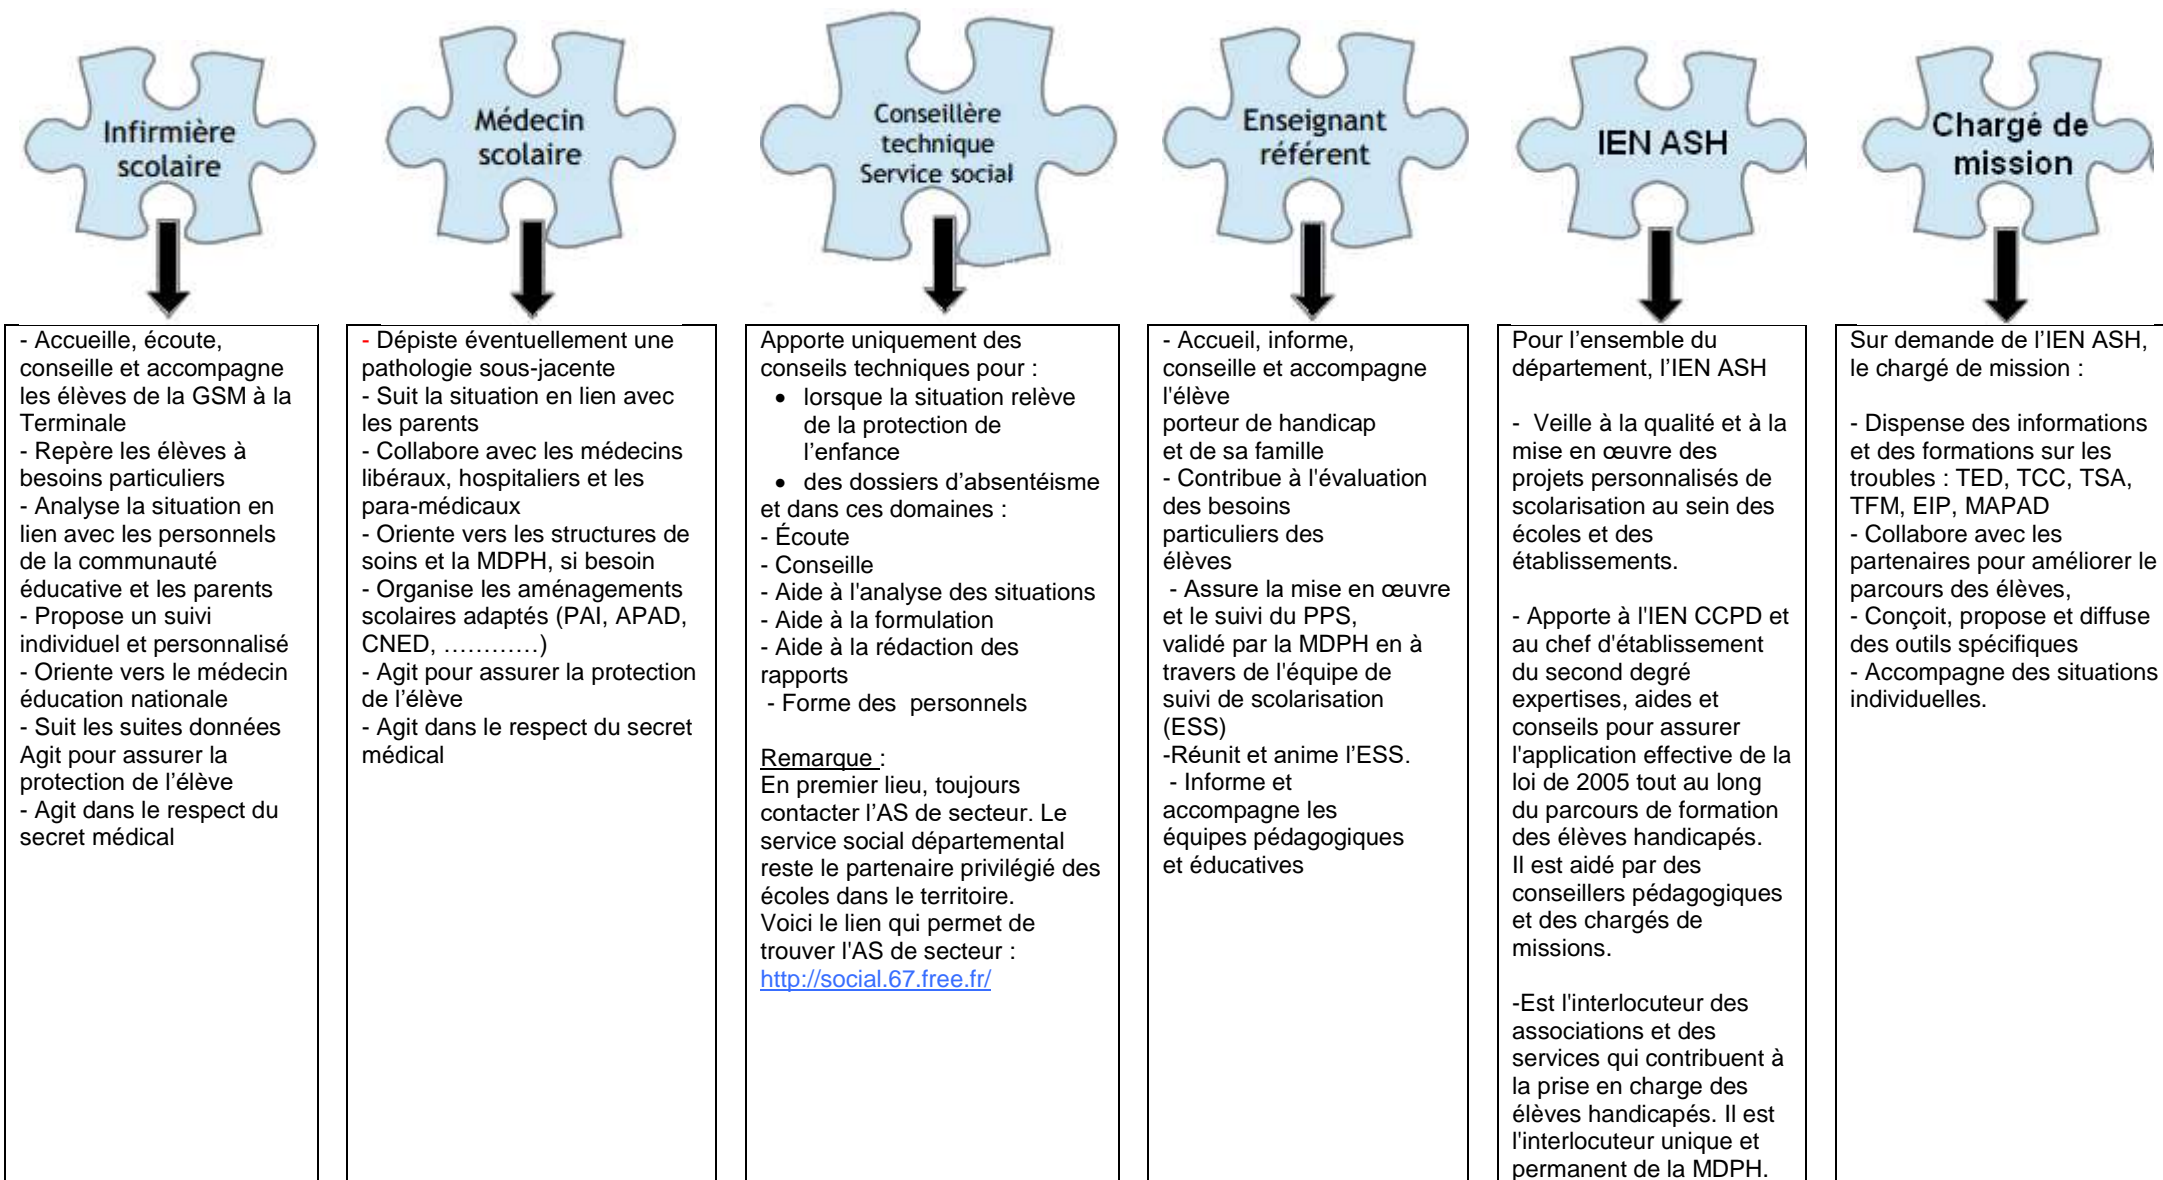 Infirmière
scolaire
- Accueille, écoute,
conseille et accompagne
les élèves de la GSM à la
Terminale
- Repère les élèves à
besoins particuliers
- Analyse la situation en
lien avec les personnels
de la communauté
éducative et les parents
- Propose un suivi
individuel et personnalisé
- Oriente vers le médecin
éducation nationale
- Suit les suites données
Agit pour assurer la
protection de l'élève
- Agit dans le respect du
secret médical
Médecin
scolaire
- Dépiste éventuellement une
pathologie sous-jacente
- Suit la situation en lien avec
les parents
- Collabore avec les médecins
libéraux, hospitaliers et les
para-médicaux
- Oriente vers les structures de
soins et la MDPH, si besoin
- Organise les aménagements
scolaires adaptés (PAI, APAD,
CNED, …………)
- Agit pour assurer la protection
de l'élève
- Agit dans le respect du secret
médical
Conseillère
technique
Service social
Apporte uniquement des
conseils techniques pour :
• lorsque la situation relève
de la protection de
l'enfance
• des dossiers d'absentéisme
et dans ces domaines :
- Écoute
- Conseille
- Aide à l'analyse des situations
- Aide à la formulation
- Aide à la rédaction des
rapports
- Forme des personnels
Remarque :
En premier lieu, toujours
contacter l'AS de secteur. Le
service social départemental
reste le partenaire privilégié des
écoles dans le territoire.
Voici le lien qui permet de
trouver l'AS de secteur :
http://social.67.free.fr/
Enseignant
référent
- Accueil, informe,
conseille et accompagne
l'élève
porteur de handicap
et de sa famille
- Contribue à l'évaluation
des besoins
particuliers des
élèves
- Assure la mise en œuvre
et le suivi du PPS,
validé par la MDPH en à
travers de l'équipe de
suivi de scolarisation
(ESS)
-Réunit et anime l'ESS.
- Informe et
accompagne les
équipes pédagogiques
et éducatives
IEN ASH
Pour l'ensemble du
département, l'IEN ASH
- Veille à la qualité et à la
mise en œuvre des
projets personnalisés de
scolarisation au sein des
écoles et des
établissements.
- Apporte à l'IEN CCPD et
au chef d'établissement
du second degré
expertises, aides et
conseils pour assurer
l'application effective de la
loi de 2005 tout au long
du parcours de formation
des élèves handicapés.
Il est aidé par des
conseillers pédagogiques
et des chargés de
missions.
-Est l'interlocuteur des
associations et des
services qui contribuent à
la prise en charge des
élèves handicapés. Il est
l'interlocuteur unique et
permanent de la MDPH.
Chargé de
mission
Sur demande de l'IEN ASH,
le chargé de mission :
- Dispense des informations
et des formations sur les
troubles : TED, TCC, TSA,
TFM, EIP, MAPAD
- Collabore avec les
partenaires pour améliorer le
parcours des élèves,
- Conçoit, propose et diffuse
des outils spécifiques
- Accompagne des situations
individuelles.